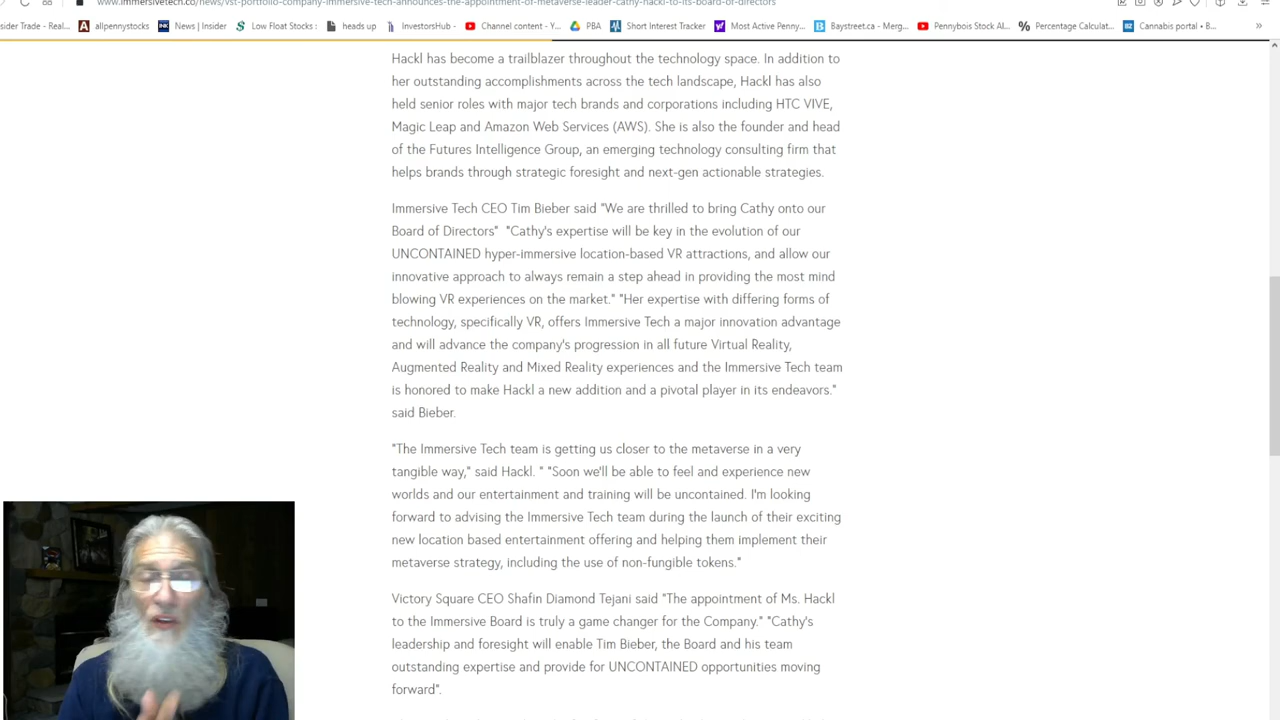 www.immersivetech.co/news/vst-portfolio-company-immersive-tech-announces-the-appointment-of-metaverse-leader-cathy-hackl-to-its-board-of-directors
sider Trade - Real... allpennystocks News | Insider Low Float Stocks : heads up InvestorsHub - Channel content - Y... PBA Short Interest Tracker Most Active Penny... Baystreet.ca - Merg... Pennybois Stock Al... Percentage Calculat... Cannabis portal • B... »
Hackl has become a trailblazer throughout the technology space. In addition to
her outstanding accomplishments across the tech landscape, Hackl has also
held senior roles with major tech brands and corporations including HTC VIVE,
Magic Leap and Amazon Web Services (AWS). She is also the founder and head
of the Futures Intelligence Group, an emerging technology consulting firm that
helps brands through strategic foresight and next-gen actionable strategies.
Immersive Tech CEO Tim Bieber said "We are thrilled to bring Cathy onto our
Board of Directors" "Cathy's expertise will be key in the evolution of our
UNCONTAINED hyper-immersive location-based VR attractions, and allow our
innovative approach to always remain a step ahead in providing the most mind
blowing VR experiences on the market." "Her expertise with differing forms of
technology, specifically VR, offers Immersive Tech a major innovation advantage
and will advance the company's progression in all future Virtual Reality,
Augmented Reality and Mixed Reality experiences and the Immersive Tech team
is honored to make Hackl a new addition and a pivotal player in its endeavors."
said Bieber.
"The Immersive Tech team is getting us closer to the metaverse in a very
tangible way," said Hackl. " "Soon we'll be able to feel and experience new
worlds and our entertainment and training will be uncontained. I'm looking
forward to advising the Immersive Tech team during the launch of their exciting
new location based entertainment offering and helping them implement their
metaverse strategy, including the use of non-fungible tokens."
Victory Square CEO Shafin Diamond Tejani said "The appointment of Ms. Hackl
to the Immersive Board is truly a game changer for the Company." "Cathy's
leadership and foresight will enable Tim Bieber, the Board and his team
outstanding expertise and provide for UNCONTAINED opportunities moving
forward".